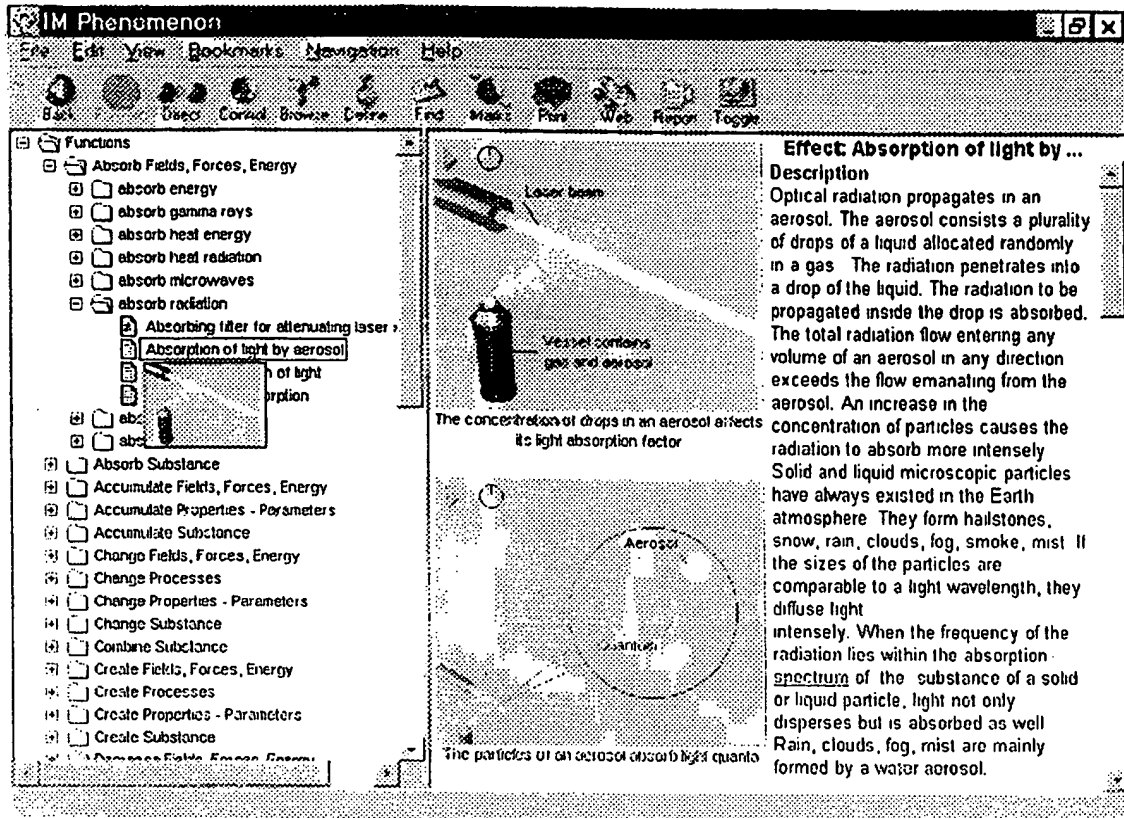 IM Phenomenon
File Edit View Bookmarks Navigation Help
Back Direct Control Browse Define Find Marks Print Web Report Toggle
Functions
Absorb Fields, Forces, Energy
absorb energy
absorb gamma rays
absorb heat energy
absorb heat radiation
absorb microwaves
absorb radiation
Absorbing filter for attenuating laser
Absorption of light by aerosol
n of light
orption
abs
abs
Absorb Substance
Accumulate Fields, Forces, Energy
Accumulate Properties - Parameters
Accumulate Substance
Change Fields, Forces, Energy
Change Processes
Change Properties - Parameters
Change Substance
Combine Substance
Create Fields, Forces, Energy
Create Processes
Create Properties - Parameters
Create Substance
Fields, Forces, Energy
Laser beam
Vessel contains
gas and aerosol
The concentration of drops in an aerosol affects
its light absorption factor
Aerosol
Quantum
The particles of an aerosol absorb light quanta
Effect: Absorption of light by ...
Description
Optical radiation propagates in an
aerosol. The aerosol consists a plurality
of drops of a liquid allocated randomly
in a gas The radiation penetrates into
a drop of the liquid. The radiation to be
propagated inside the drop is absorbed.
The total radiation flow entering any
volume of an aerosol in any direction
exceeds the flow emanating from the
aerosol. An increase in the
concentration of particles causes the
radiation to absorb more intensely
Solid and liquid microscopic particles
have always existed in the Earth
atmosphere They form hailstones,
snow, rain, clouds, fog, smoke, mist If
the sizes of the particles are
comparable to a light wavelength, they
diffuse light
intensely. When the frequency of the
radiation lies within the absorption
spectrum of the substance of a solid
or liquid particle, light not only
disperses but is absorbed as well
Rain, clouds, fog, mist are mainly
formed by a water aerosol.